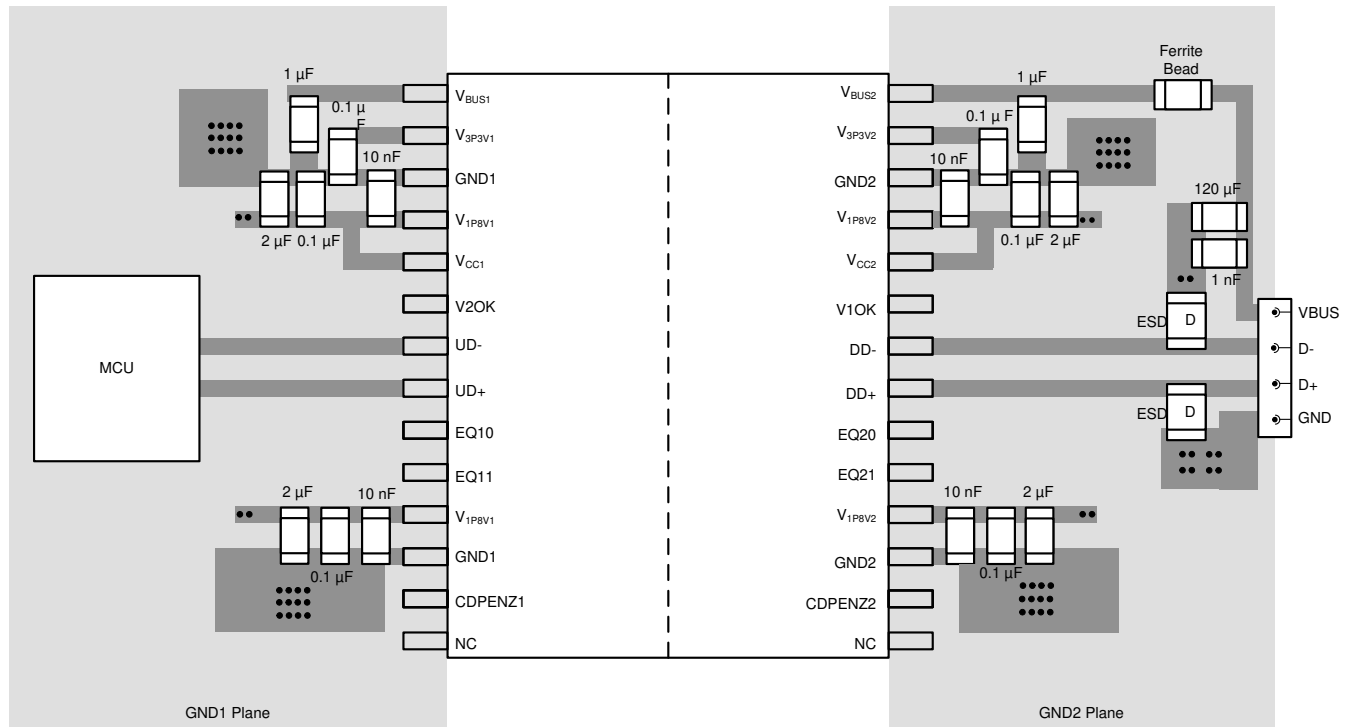 Ferrite
Bead
1 µF
1 µF
0.1 µ
F
0.1 µ F
10 nF
10 nF
2 µF
0.1 µF
0.1 µF
2 µF
VBUS1
V3P3V1
GND1
V1P8V1
VCC1
V2OK
UD-
UD+
EQ10
EQ11
V1P8V1
GND1
CDPENZ1
NC
VBUS2
V3P3V2
GND2
V1P8V2
VCC2
V1OK
DD-
DD+
EQ20
EQ21
V1P8V2
GND2
CDPENZ2
NC
120 µF
1 nF
ESD
D
ESD
D
VBUS
D-
D+
GND
MCU
2 µF
10 nF
0.1 µF
10 nF
2 µF
0.1 µF
GND1 Plane
GND2 Plane